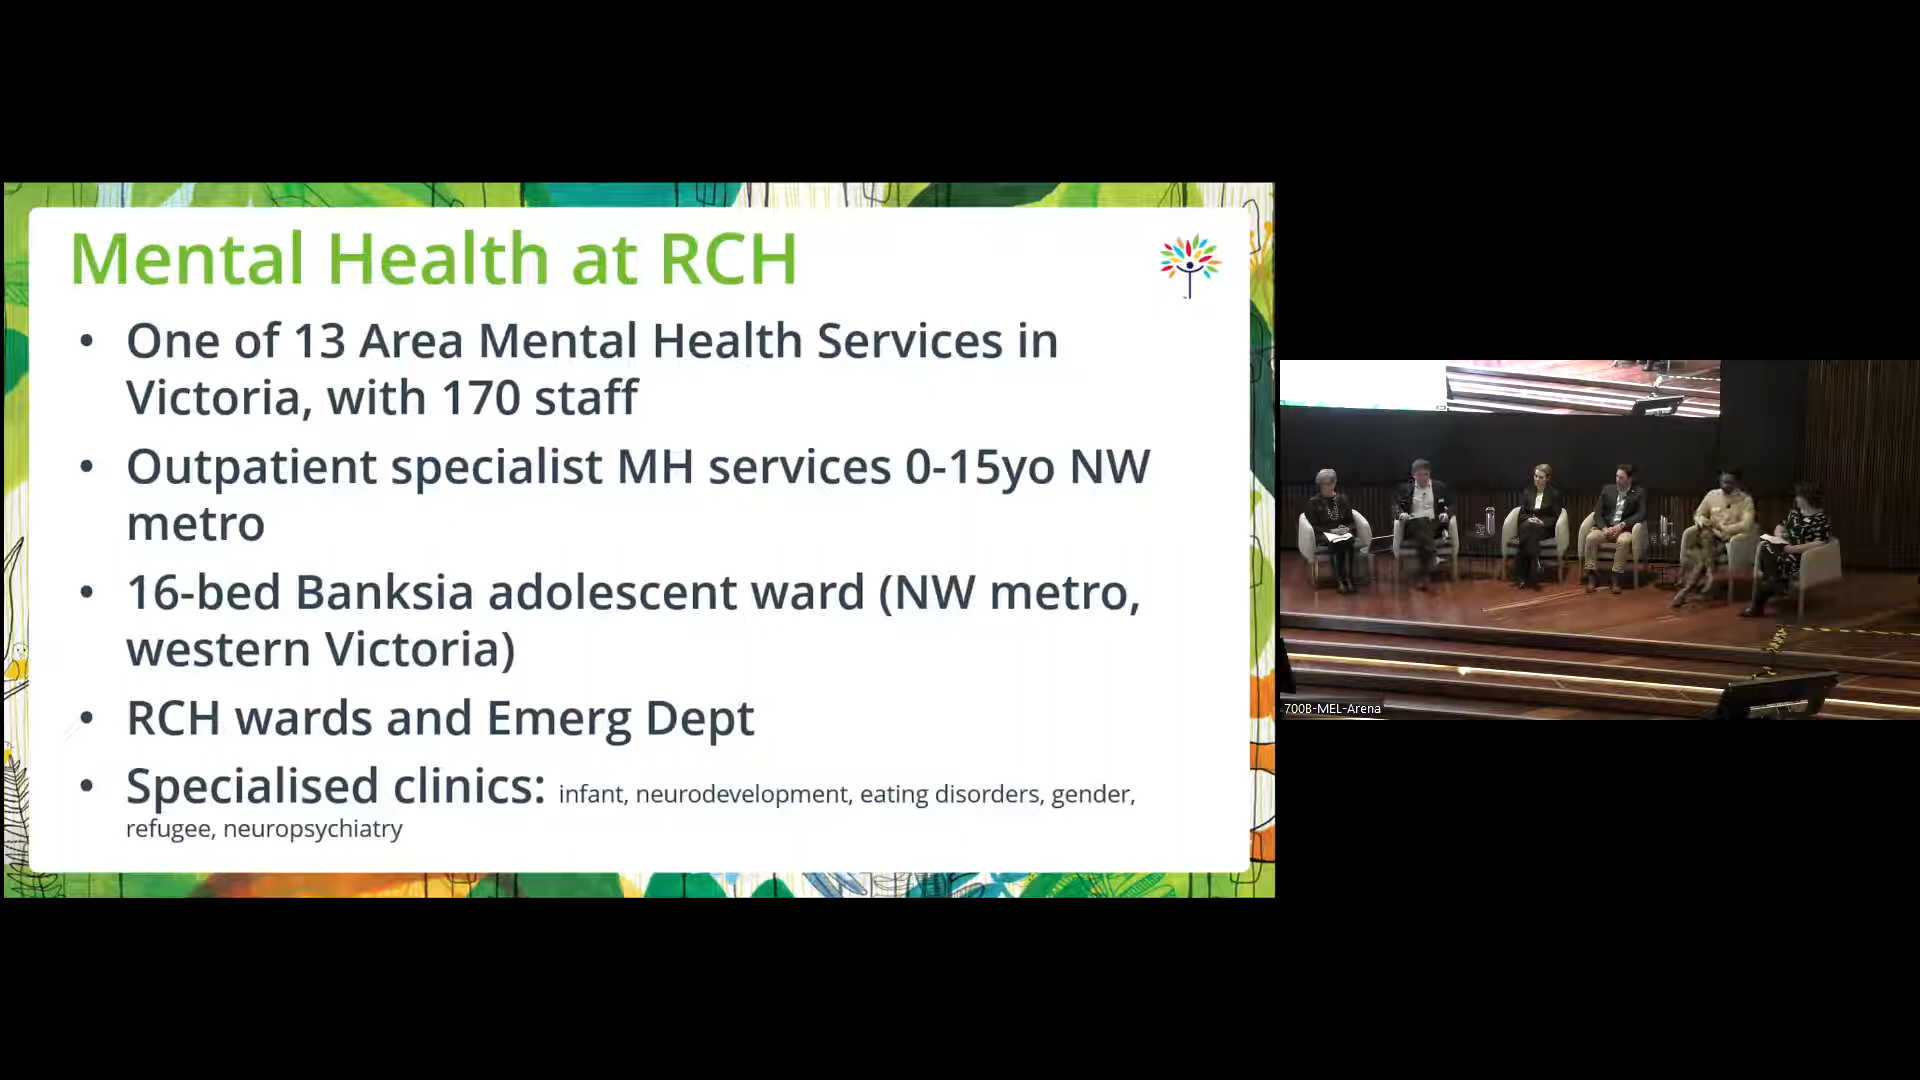 Mental Health at RCH
• One of 13 Area Mental Health Services in
Victoria, with 170 staff
• Outpatient specialist MH services 0-15yo NW
metro
• 16-bed Banksia adolescent ward (NW metro,
western Victoria)
• RCH wards and Emerg Dept
• Specialised clinics: infant, neurodevelopment, eating disorders, gender,
refugee, neuropsychiatry
700B-MEL-Arena